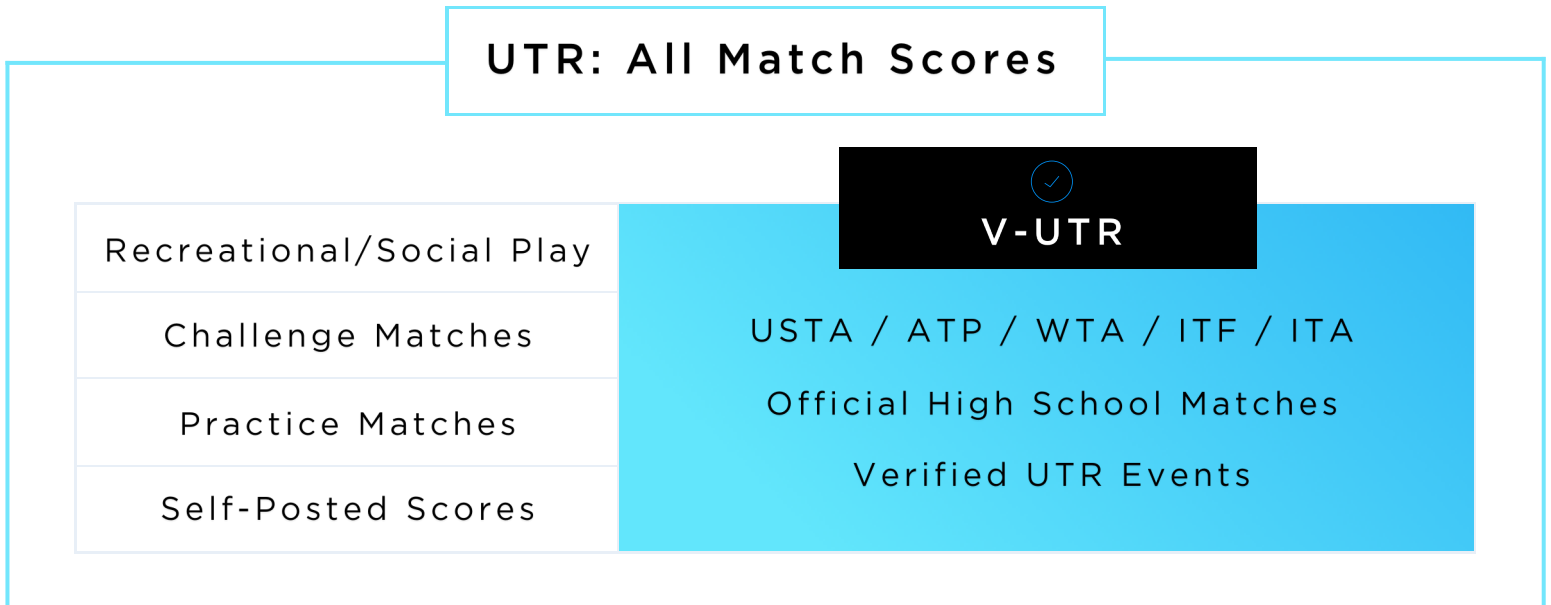 UTR: All Match Scores
Recreational/Social Play
Challenge Matches
Practice Matches
Self-Posted Scores
V-UTR
USTA / ATP / WTA / ITF / ITA
Official High School Matches
Verified UTR Events